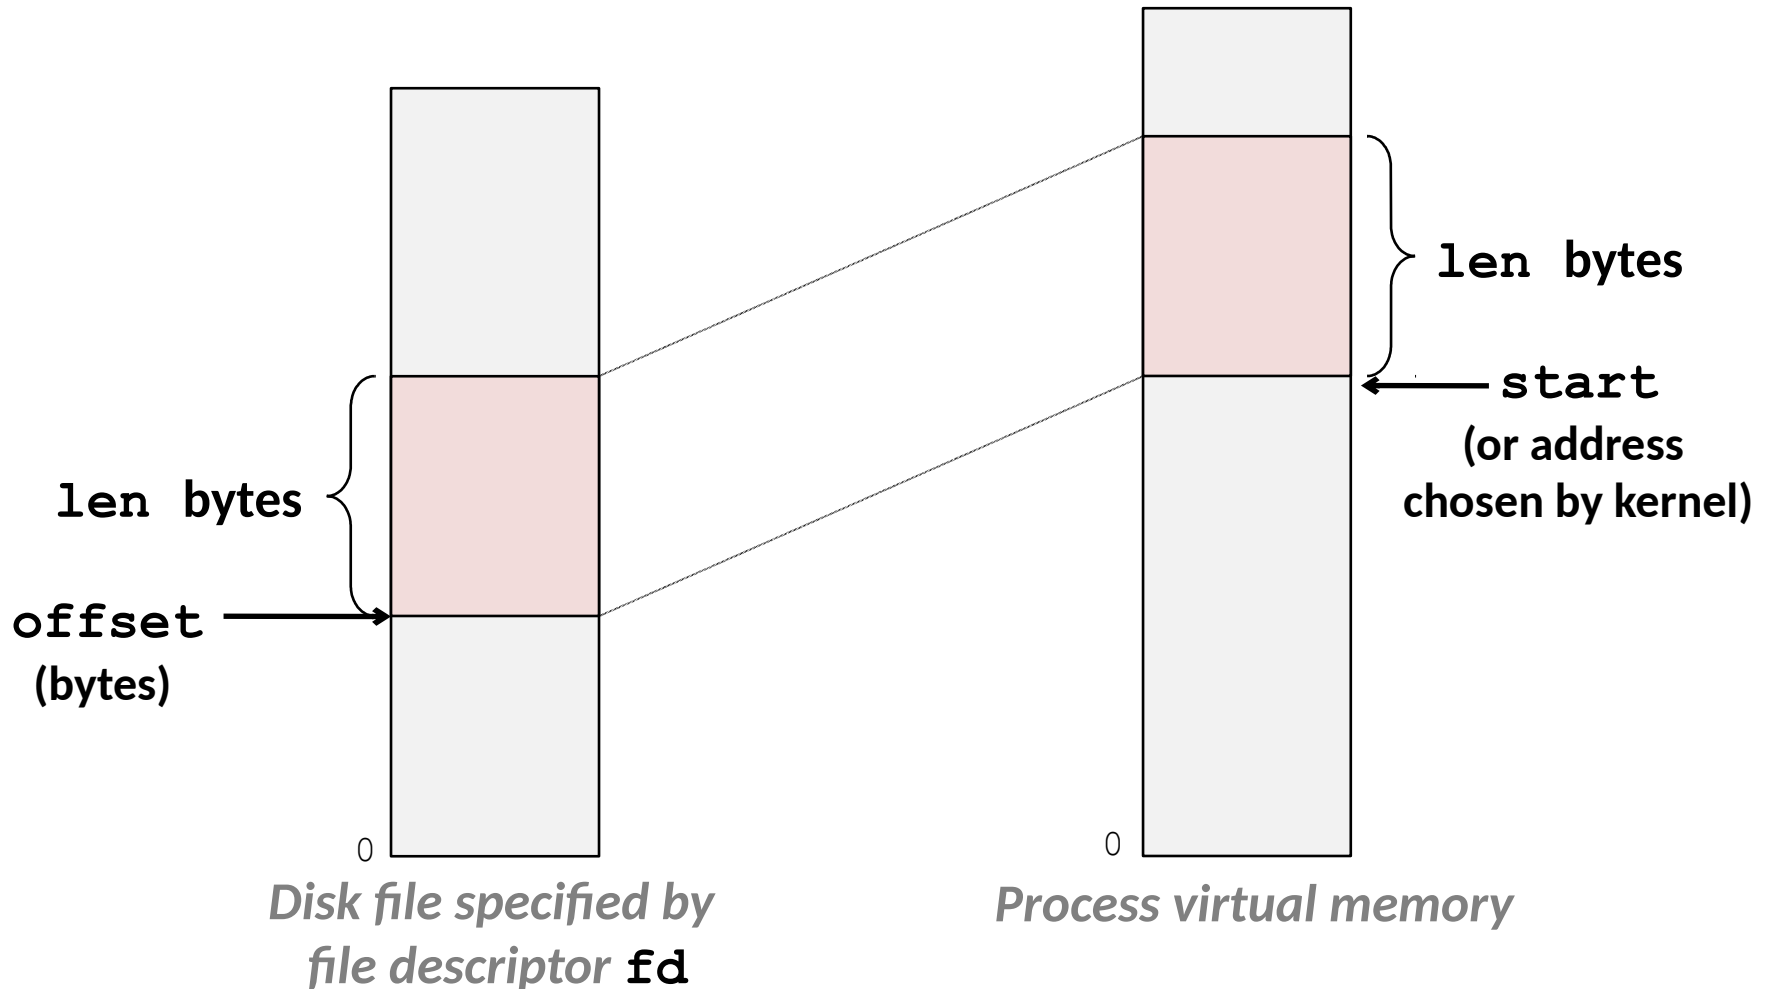 len bytes
start
(or address
chosen by kernel)
len bytes
offset
(bytes)
0
0
Disk file specified by
file descriptor fd
Process virtual memory